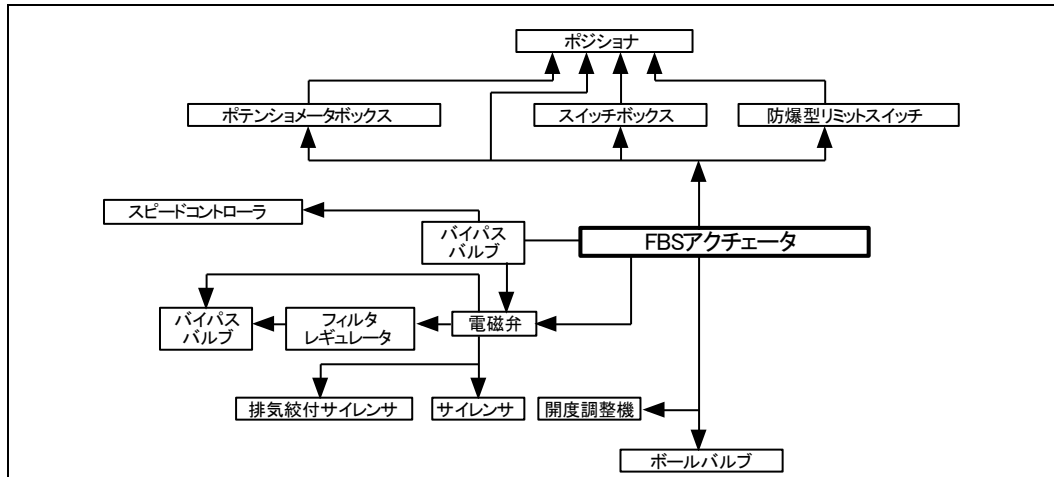 ポジショナ
ポテンショメータボックス
スイッチボックス
防爆型リミットスイッチ
スピードコントローラ
バイパス
バルブ
FBSアクチェータ
バイパス
バルブ
フィルタ
レギュレータ
電磁弁
排気絞付サイレンサ
サイレンサ
開度調整機
ボールバルブ